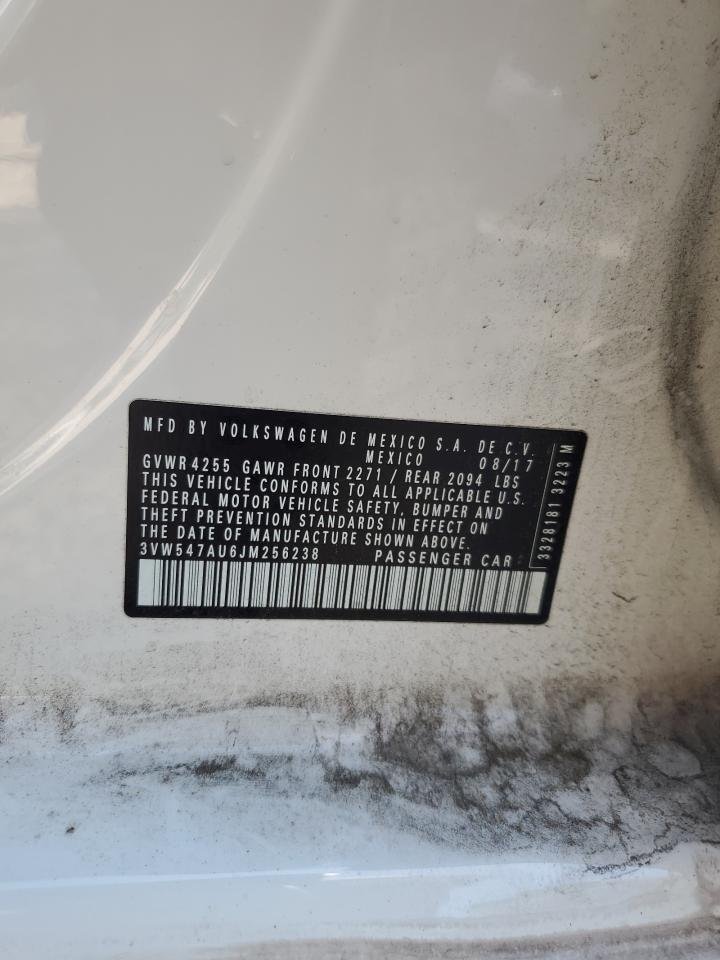 MFD BY VOLKSWAGEN DE MEXICO S.A. DE C.V.
MEXICO 08/17
GVWR 4255 GAWR FRONT 2271 / REAR 2094 LBS
THIS VEHICLE CONFORMS TO ALL APPLICABLE U.S.
FEDERAL MOTOR VEHICLE SAFETY, BUMPER AND
THEFT PREVENTION STANDARDS IN EFFECT ON
THE DATE OF MANUFACTURE SHOWN ABOVE.
3VW547AU6JM256238 PASSENGER CAR
3328181 3223 M